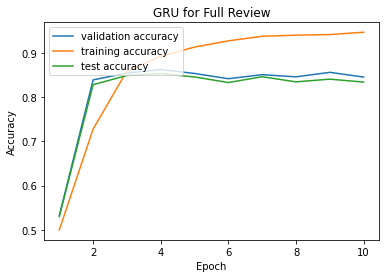 GRU for Full Review
validation accuracy
training accuracy
test accuracy
0.9
0.8
0.7
0.6
0.5
Accuracy
2 4 6 8 10
Epoch